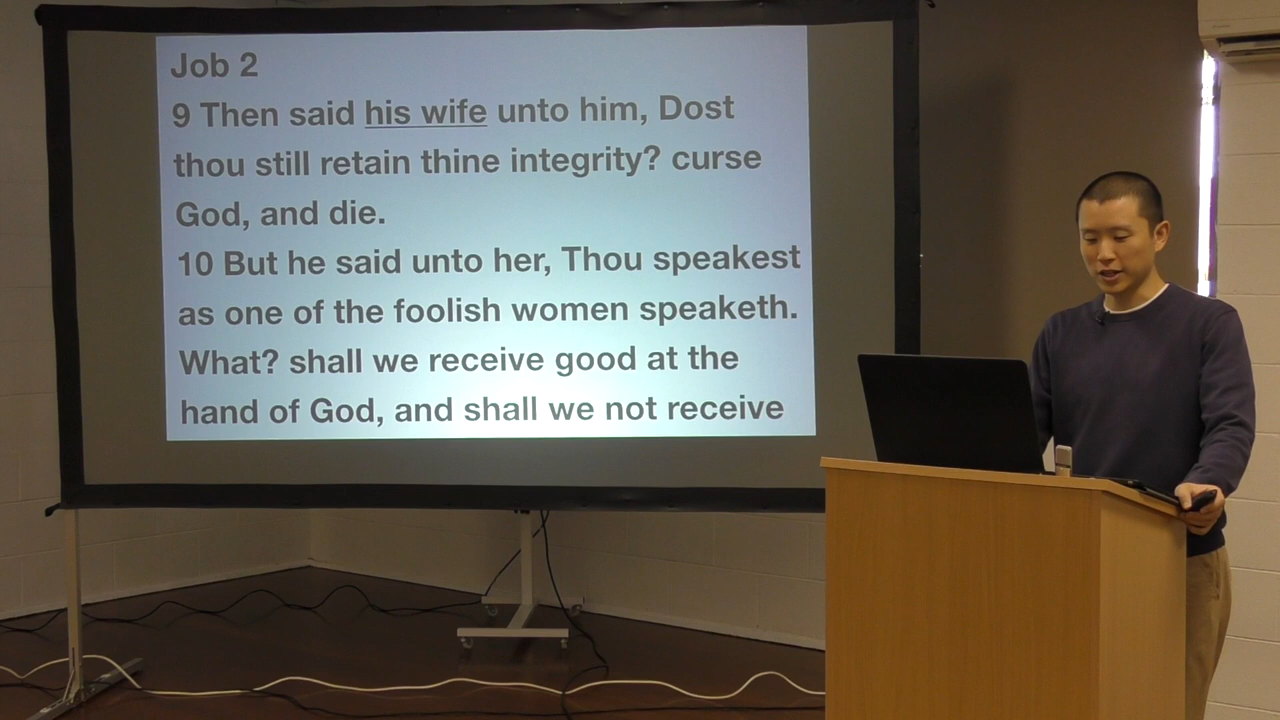 Job 2
9 Then said his wife unto him, Dost
thou still retain thine integrity? curse
God, and die.
10 But he said unto her, Thou speakest
as one of the foolish women speaketh.
What? shall we receive good at the
hand of God, and shall we not receive